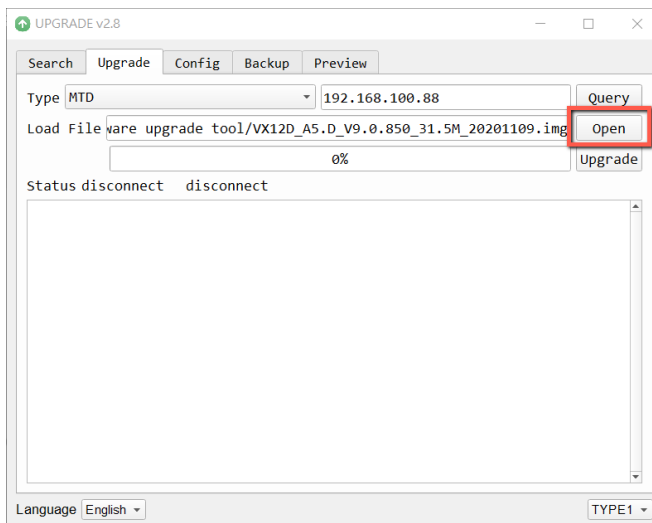 UPGRADE v2.8
Search Upgrade Config Backup Preview
Type MTD 192.168.100.88 Query
Load File ware upgrade tool/VX12D_A5.D_V9.0.850_31.5M_20201109.img Open
0% Upgrade
Status disconnect disconnect
Language English TYPE1